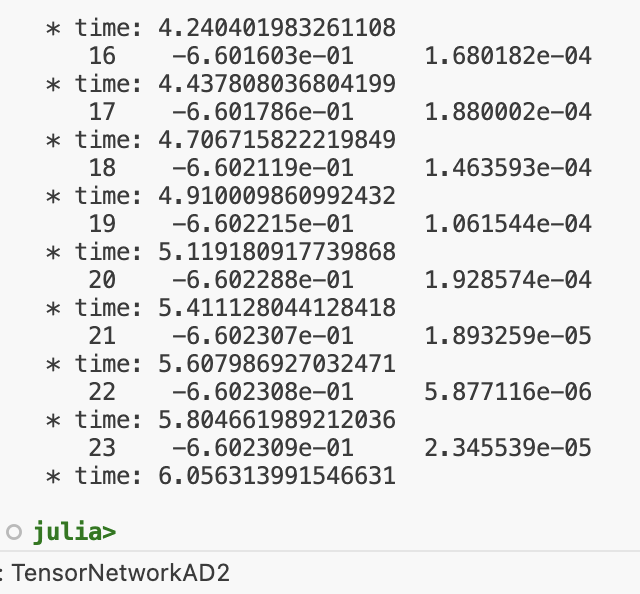 * time: 4.240401983261108
16 -6.601603e-01 1.680182e-04
* time: 4.437808036804199
17 -6.601786e-01 1.880002e-04
* time: 4.706715822219849
18 -6.602119e-01 1.463593e-04
* time: 4.910009860992432
19 -6.602215e-01 1.061544e-04
* time: 5.119180917739868
20 -6.602288e-01 1.928574e-04
* time: 5.411128044128418
21 -6.602307e-01 1.893259e-05
* time: 5.607986927032471
22 -6.602308e-01 5.877116e-06
* time: 5.804661989212036
23 -6.602309e-01 2.345539e-05
* time: 6.056313991546631
julia>
: TensorNetworkAD2